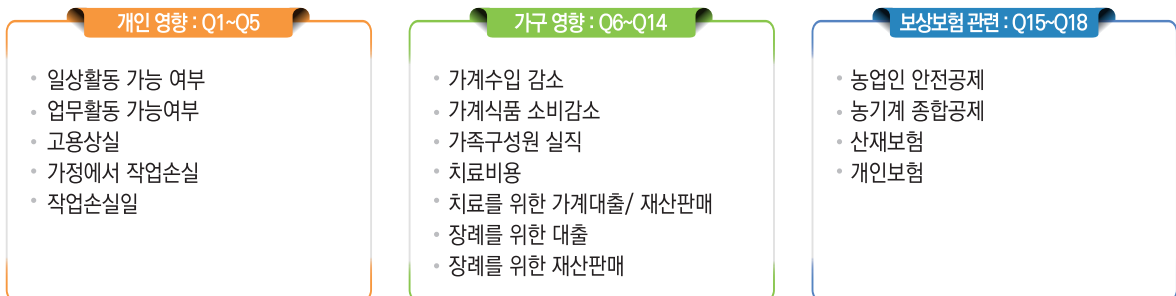 개인 영향 : Q1~Q5
일상활동 가능 여부
업무활동 가능여부
고용상실
가정에서 작업손실
작업손실일
가구 영향 : Q6~Q14
가계수입 감소
가계식품 소비감소
가족구성원 실직
치료비용
치료를 위한 가계대출/ 재산판매
장례를 위한 대출
장례를 위한 재산판매
보상보험 관련 : Q15~Q18
농업인 안전공제
농기계 종합공제
산재보험
개인보험